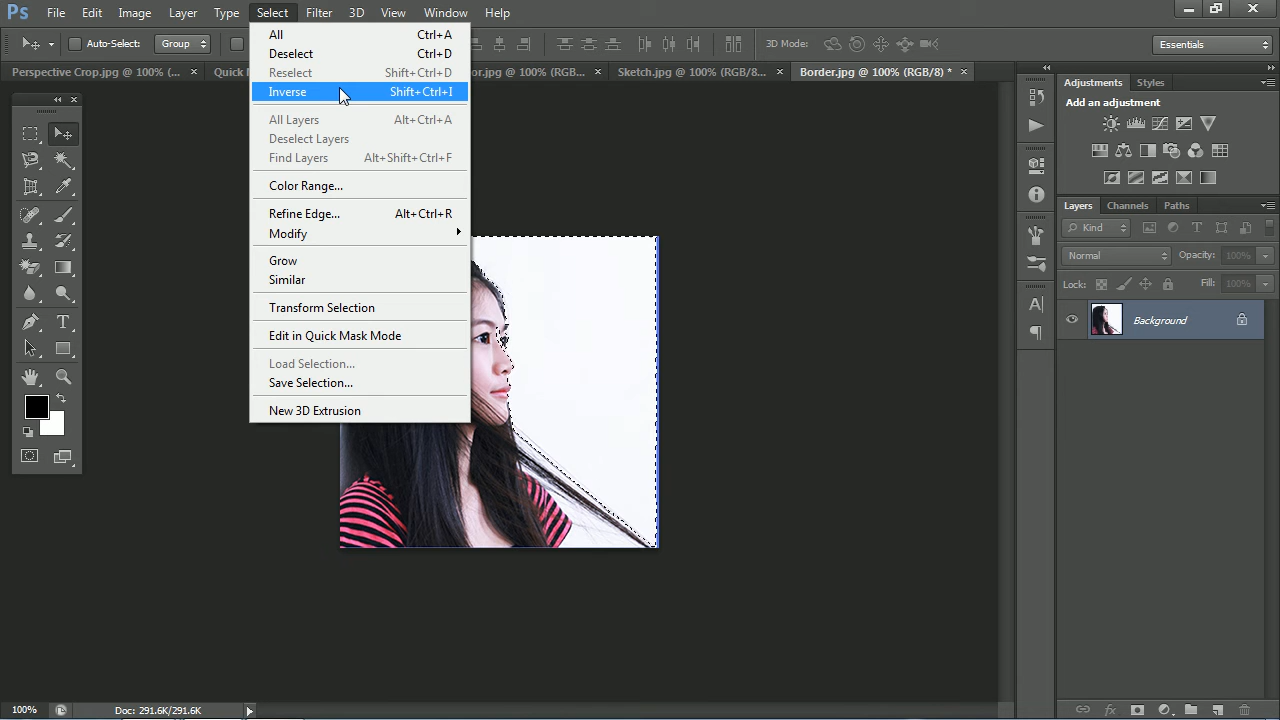 Ps File Edit Image Layer Type Select Filter 3D View Window Help
Auto-Select: Group 3D Mode: Essentials
Perspective Crop.jpg @ 100% (... × Quick × Sketch.jpg @ 100% (RGB/8... × Border.jpg @ 100% (RGB/8) * ×
All Ctrl+A
Deselect Ctrl+D
Reselect Shift+Ctrl+D
Inverse Shift+Ctrl+I
All Layers Alt+Ctrl+A
Deselect Layers
Find Layers Alt+Shift+Ctrl+F
Color Range...
Refine Edge... Alt+Ctrl+R
Modify
Grow
Similar
Transform Selection
Edit in Quick Mask Mode
Load Selection...
Save Selection...
New 3D Extrusion
Adjustments Styles
Add an adjustment
Layers Channels Paths
Kind
Normal Opacity: 100%
Lock: Fill: 100%
Background
100% Doc: 291.6K/291.6K